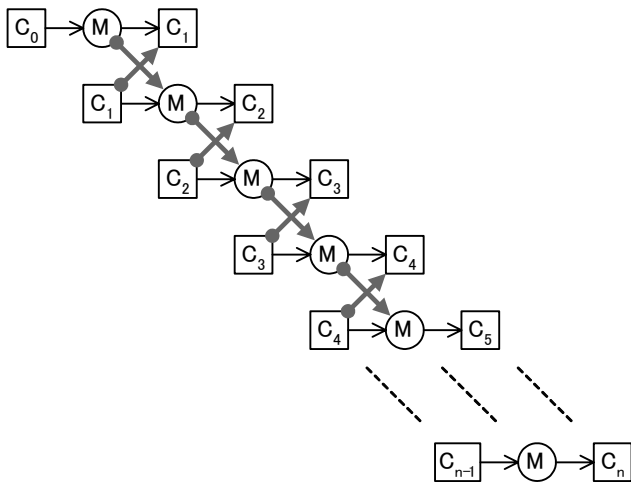 C₀ M C₁
C₁ M C₂
C₂ M C₃
C₃ M C₄
C₄ M C₅
Cₙ₋₁ M Cₙ